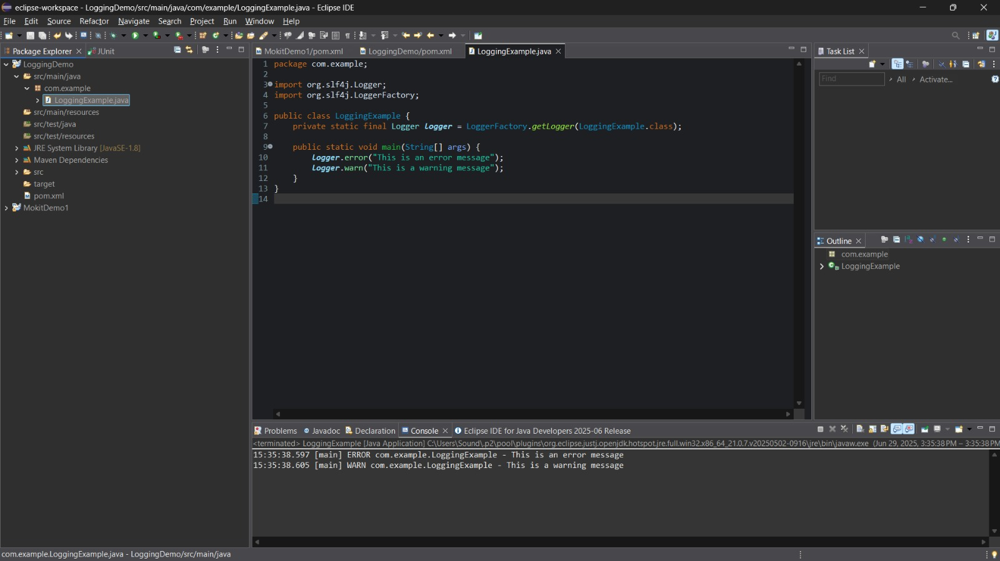 eclipse-workspace - LoggingDemo/src/main/java/com/example/LoggingExample.java - Eclipse IDE
File Edit Source Refactor Navigate Search Project Run Window Help
Package Explorer JUnit
LoggingDemo
src/main/java
com.example
LoggingExample.java
src/main/resources
src/test/java
src/test/resources
JRE System Library [JavaSE-1.8]
Maven Dependencies
src
target
pom.xml
MokitDemo1
MokitDemo1/pom.xml LoggingDemo/pom.xml LoggingExample.java
1 package com.example;
2
3 import org.slf4j.Logger;
4 import org.slf4j.LoggerFactory;
5
6 public class LoggingExample {
7 private static final Logger logger = LoggerFactory.getLogger(LoggingExample.class);
8
9 public static void main(String[] args) {
10 logger.error("This is an error message");
11 logger.warn("This is a warning message");
12 }
13 }
14
Task List
Find All Activate...
Outline
com.example
LoggingExample
Problems Javadoc Declaration Console Eclipse IDE for Java Developers 2025-06 Release
<terminated> LoggingExample [Java Application] C:\Users\Sound\.p2\pool\plugins\org.eclipse.justj.openjdk.hotspot.jre.full.win32.x86_64_21.0.7.v20250502-0916\jre\bin\javaw.exe (Jun 29, 2025, 3:35:38 PM – 3:35:38 PM
15:35:38.597 [main] ERROR com.example.LoggingExample - This is an error message
15:35:38.605 [main] WARN com.example.LoggingExample - This is a warning message
com.example.LoggingExample.java - LoggingDemo/src/main/java